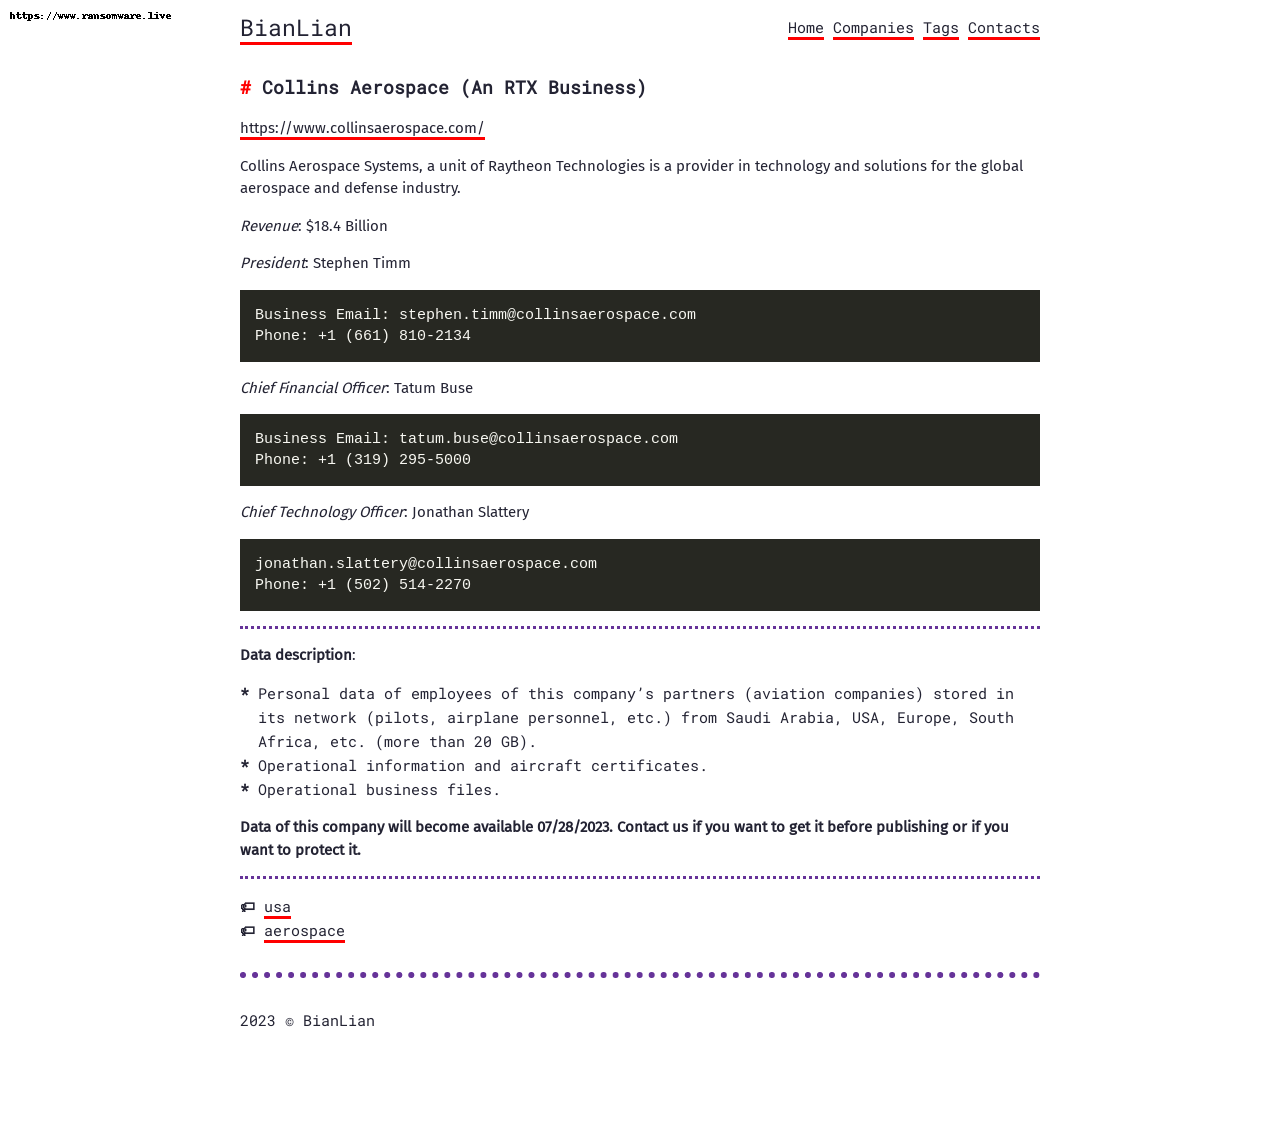 https://www.ransomware.live
BianLian
Home Companies Tags Contacts
# Collins Aerospace (An RTX Business)
https://www.collinsaerospace.com/
Collins Aerospace Systems, a unit of Raytheon Technologies is a provider in technology and solutions for the global
aerospace and defense industry.
Revenue: $18.4 Billion
President: Stephen Timm
Business Email: stephen.timm@collinsaerospace.com
Phone: +1 (661) 810-2134
Chief Financial Officer: Tatum Buse
Business Email: tatum.buse@collinsaerospace.com
Phone: +1 (319) 295-5000
Chief Technology Officer: Jonathan Slattery
jonathan.slattery@collinsaerospace.com
Phone: +1 (502) 514-2270
Data description:
* Personal data of employees of this company’s partners (aviation companies) stored in
its network (pilots, airplane personnel, etc.) from Saudi Arabia, USA, Europe, South
Africa, etc. (more than 20 GB).
* Operational information and aircraft certificates.
* Operational business files.
Data of this company will become available 07/28/2023. Contact us if you want to get it before publishing or if you
want to protect it.
usa
aerospace
2023 © BianLian